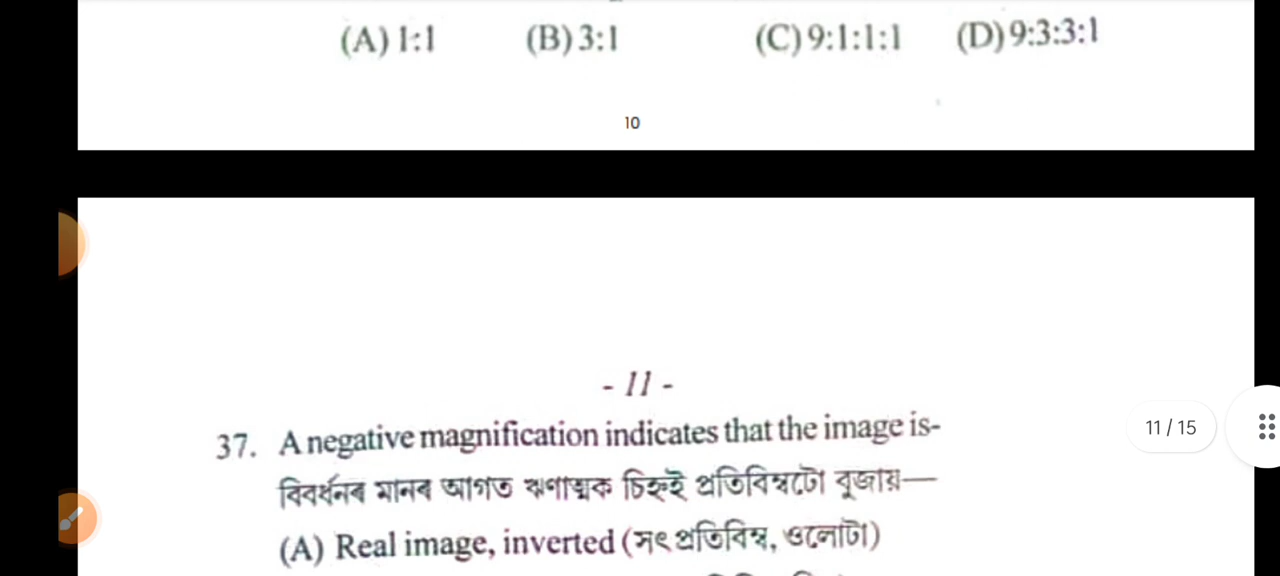 (A) 1:1 (B) 3:1 (C) 9:1:1:1 (D) 9:3:3:1
10
- 11 -
37. A negative magnification indicates that the image is-
বিবৰ্ধনৰ মানৰ আগত ঋণাত্মক চিহ্নই প্ৰতিবিম্বটো বুজায়—
11 / 15
(A) Real image, inverted (সৎ প্ৰতিবিম্ব, ওলোটা)